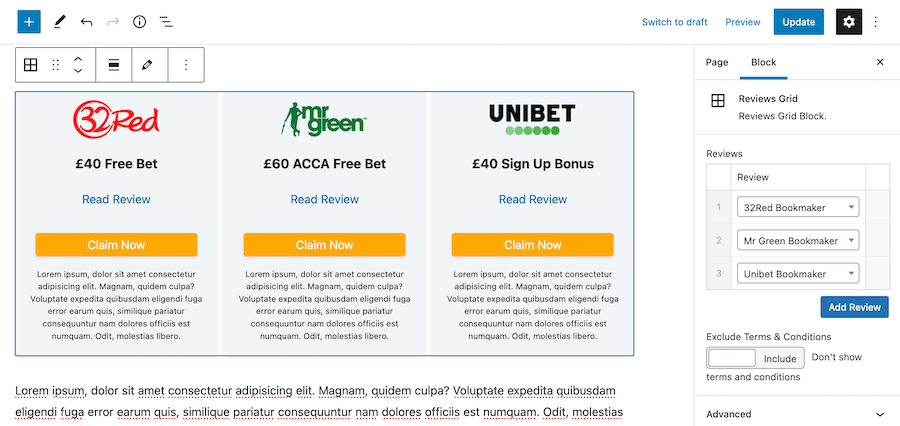 Switch to draft
Preview
Update
32Red
£40 Free Bet
Read Review
Claim Now
Lorem ipsum, dolor sit amet consectetur
adipisicing elit. Magnam, quidem culpa?
Voluptate expedita quibusdam eligendi fuga
error earum quis, similique pariatur
consequuntur nam dolores officiis est
numquam. Odit, molestias libero.
mr
green
£60 ACCA Free Bet
Read Review
Claim Now
Lorem ipsum, dolor sit amet consectetur
adipisicing elit. Magnam, quidem culpa?
Voluptate expedita quibusdam eligendi fuga
error earum quis, similique pariatur
consequuntur nam dolores officiis est
numquam. Odit, molestias libero.
UNIBET
£40 Sign Up Bonus
Read Review
Claim Now
Lorem ipsum, dolor sit amet consectetur
adipisicing elit. Magnam, quidem culpa?
Voluptate expedita quibusdam eligendi fuga
error earum quis, similique pariatur
consequuntur nam dolores officiis est
numquam. Odit, molestias libero.
Lorem ipsum, dolor sit amet consectetur adipisicing elit. Magnam, quidem culpa? Voluptate expedita quibusdam
eligendi fuga error earum quis, similique pariatur consequuntur nam dolores officiis est numquam. Odit, molestias
Page
Block
Reviews Grid
Reviews Grid Block.
Reviews
Review
1 32Red Bookmaker
2 Mr Green Bookmaker
3 Unibet Bookmaker
Add Review
Exclude Terms & Conditions
Include Don't show
terms and conditions
Advanced